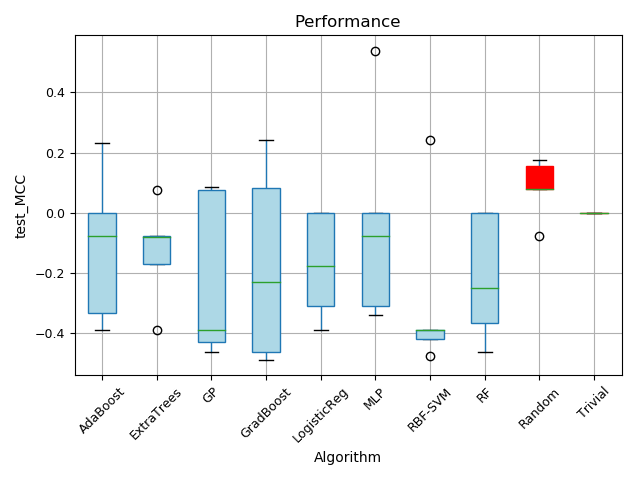 Performance
test_MCC
0.4
0.2
0.0
−0.2
−0.4
AdaBoost
ExtraTrees
GP
GradBoost
LogisticReg
MLP
RBF-SVM
RF
Random
Trivial
Algorithm